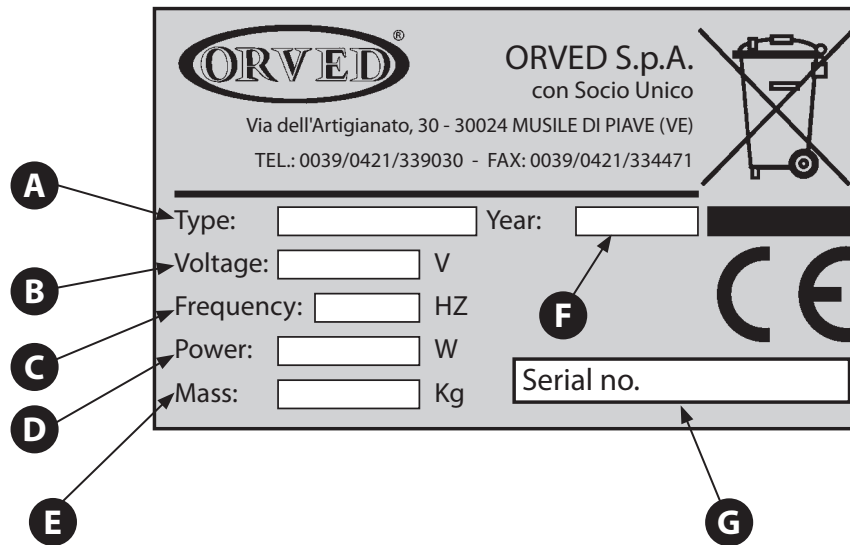 ORVED®
ORVED S.p.A.
con Socio Unico
Via dell'Artigianato, 30 - 30024 MUSILE DI PIAVE (VE)
TEL.: 0039/0421/339030 - FAX: 0039/0421/334471
A
Type: Year:
B
Voltage: V
C
Frequency: HZ
F
CE
D
Power: W
E
Mass: Kg
Serial no.
G